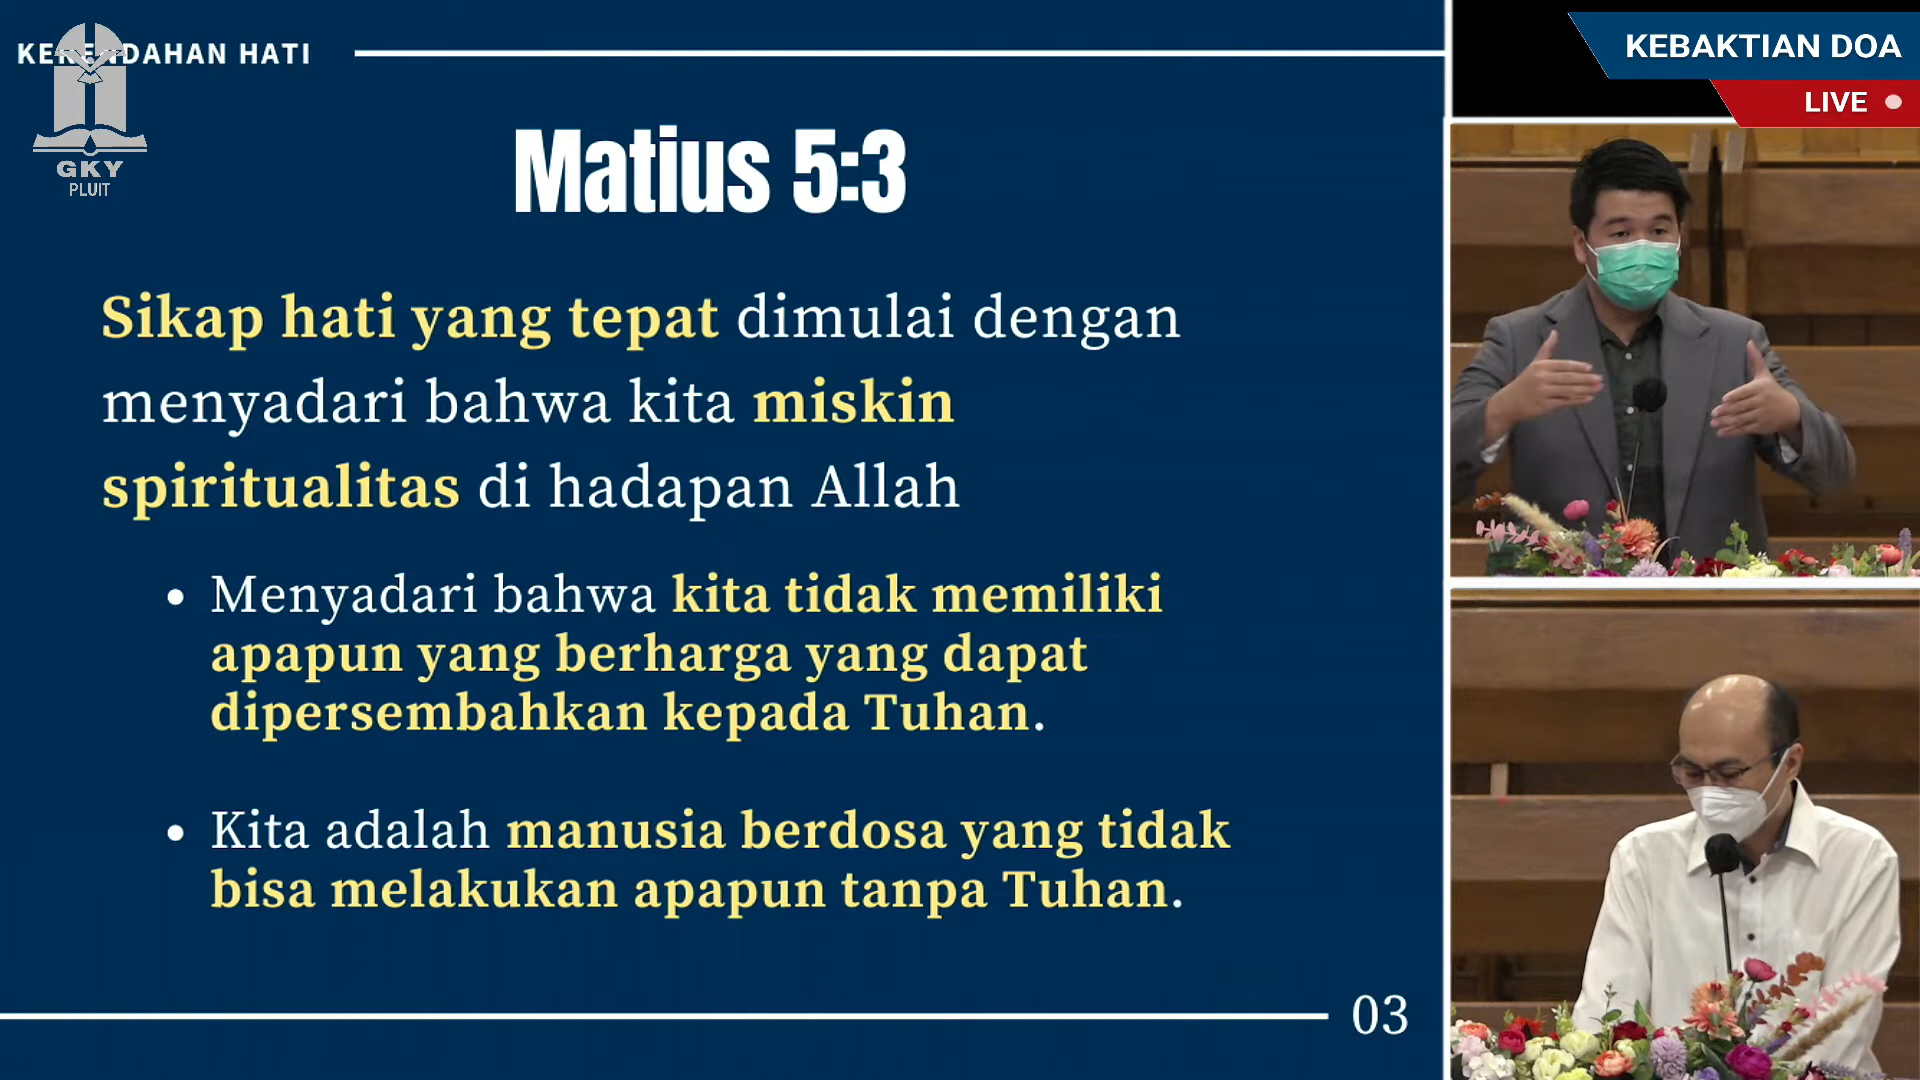 KERENDAHAN HATI
GKY
PLUIT
KEBAKTIAN DOA
LIVE
Matius 5:3
Sikap hati yang tepat dimulai dengan
menyadari bahwa kita miskin
spiritualitas di hadapan Allah
• Menyadari bahwa kita tidak memiliki
apapun yang berharga yang dapat
dipersembahkan kepada Tuhan.
• Kita adalah manusia berdosa yang tidak
bisa melakukan apapun tanpa Tuhan.
03